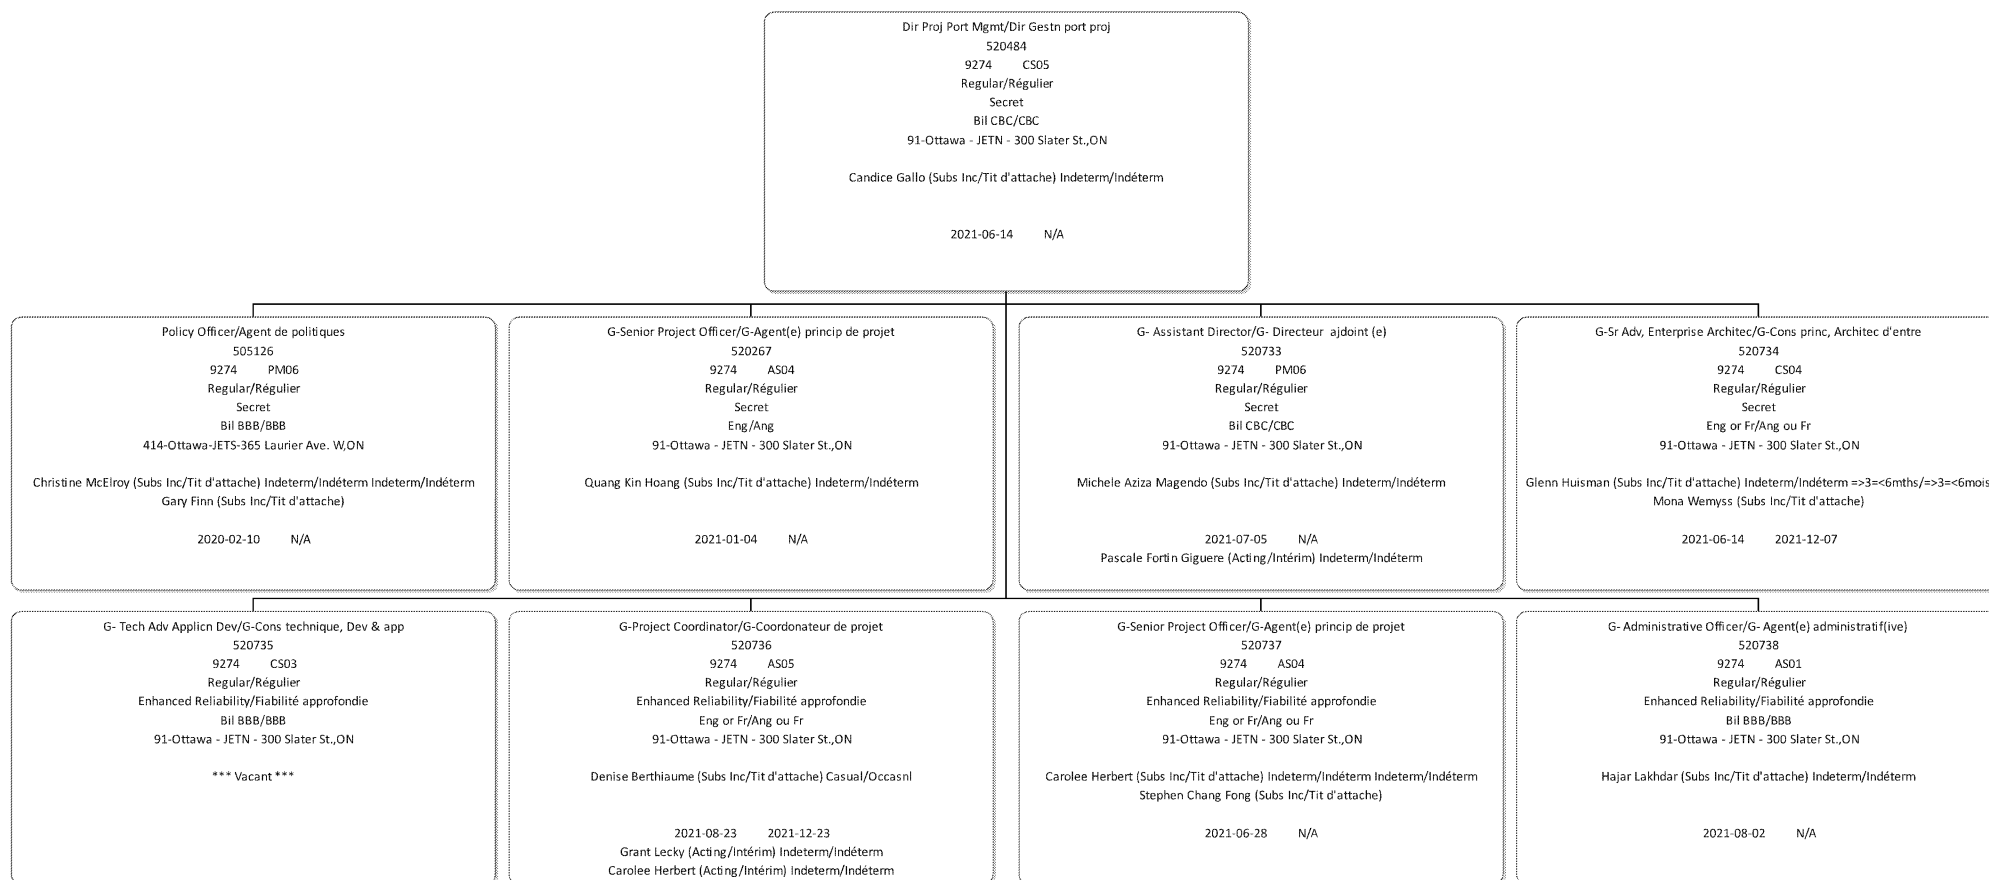 Dir Proj Port Mgmt/Dir Gestn port proj
520484
9274 CS05
Regular/Régulier
Secret
Bil CBC/CBC
91-Ottawa - JETN - 300 Slater St.,ON
Candice Gallo (Subs Inc/Tit d'attache) Indeterm/Indéterm
2021-06-14 N/A
Policy Officer/Agent de politiques
505126
9274 PM06
Regular/Régulier
Secret
Bil BBB/BBB
414-Ottawa-JETS-365 Laurier Ave. W,ON
Christine McElroy (Subs Inc/Tit d'attache) Indeterm/Indéterm Indeterm/Indéterm
Gary Finn (Subs Inc/Tit d'attache)
2020-02-10 N/A
G-Senior Project Officer/G-Agent(e) princip de projet
520267
9274 AS04
Regular/Régulier
Secret
Eng/Ang
91-Ottawa - JETN - 300 Slater St.,ON
Quang Kin Hoang (Subs Inc/Tit d'attache) Indeterm/Indéterm
2021-01-04 N/A
G- Assistant Director/G- Directeur ajdoint (e)
520733
9274 PM06
Regular/Régulier
Secret
Bil CBC/CBC
91-Ottawa - JETN - 300 Slater St.,ON
Michele Aziza Magendo (Subs Inc/Tit d'attache) Indeterm/Indéterm
2021-07-05 N/A
Pascale Fortin Giguere (Acting/Intérim) Indeterm/Indéterm
G-Sr Adv, Enterprise Architec/G-Cons princ, Architec d'entre
520734
9274 CS04
Regular/Régulier
Secret
Eng or Fr/Ang ou Fr
91-Ottawa - JETN - 300 Slater St.,ON
Glenn Huisman (Subs Inc/Tit d'attache) Indeterm/Indéterm =>3=<6mths/=>3=<6mois
Mona Wemyss (Subs Inc/Tit d'attache)
2021-06-14 2021-12-07
G- Tech Adv Applicn Dev/G-Cons technique, Dev & app
520735
9274 CS03
Regular/Régulier
Enhanced Reliability/Fiabilité approfondie
Bil BBB/BBB
91-Ottawa - JETN - 300 Slater St.,ON
*** Vacant ***
G-Project Coordinator/G-Coordonateur de projet
520736
9274 AS05
Regular/Régulier
Enhanced Reliability/Fiabilité approfondie
Eng or Fr/Ang ou Fr
91-Ottawa - JETN - 300 Slater St.,ON
Denise Berthiaume (Subs Inc/Tit d'attache) Casual/Occasnl
2021-08-23 2021-12-23
Grant Lecky (Acting/Intérim) Indeterm/Indéterm
Carolee Herbert (Acting/Intérim) Indeterm/Indéterm
G-Senior Project Officer/G-Agent(e) princip de projet
520737
9274 AS04
Regular/Régulier
Enhanced Reliability/Fiabilité approfondie
Eng or Fr/Ang ou Fr
91-Ottawa - JETN - 300 Slater St.,ON
Carolee Herbert (Subs Inc/Tit d'attache) Indeterm/Indéterm Indeterm/Indéterm
Stephen Chang Fong (Subs Inc/Tit d'attache)
2021-06-28 N/A
G- Administrative Officer/G- Agent(e) administratif(ive)
520738
9274 AS01
Regular/Régulier
Enhanced Reliability/Fiabilité approfondie
Bil BBB/BBB
91-Ottawa - JETN - 300 Slater St.,ON
Hajar Lakhdar (Subs Inc/Tit d'attache) Indeterm/Indéterm
2021-08-02 N/A